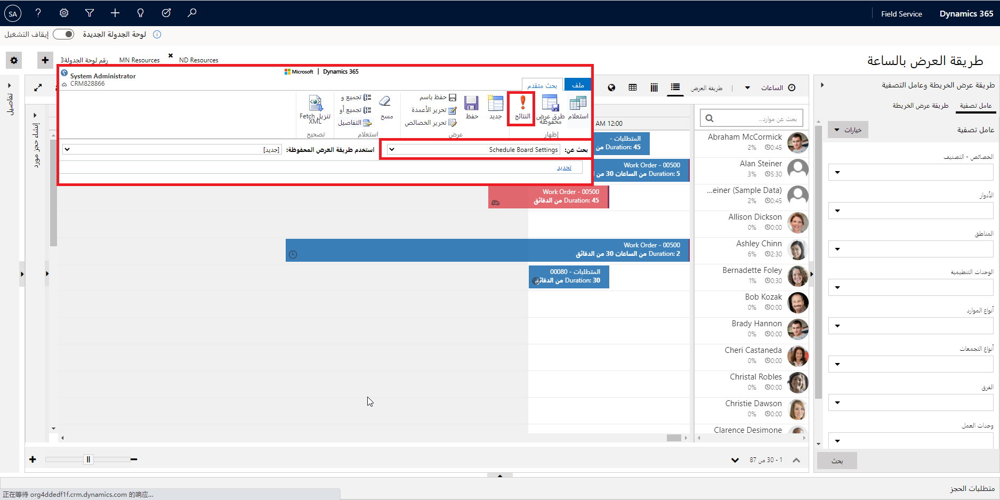 Dynamics 365
Field Service
SA
لوحة الجدولة الجديدة
إيقاف التشغيل
طريقة العرض بالساعة
ND Resources
MN Resources
رقم لوحة الجدولة3
Microsoft | Dynamics 365
System Administrator
CRM828866
ملف
بحث متقدم
استعلام
طرق عرض محفوظة
النتائج
إظهار
جديد
حفظ
حفظ باسم
تحرير الأعمدة
تحرير الخصائص
عرض
مسح
تجميع و
تجميع أو
التفاصيل
استعلام
تنزيل Fetch XML
تصحيح
بحث عن:
Schedule Board Settings
استخدم طريقة العرض المحفوظة:
[جديد]
تحديد
الساعات
طريقة العرض
12:00 AM
بحث عن موارد...
Abraham McCormick
0:45 2%
Alan Steiner
5:30 3%
...einer (Sample Data)
0:45 2%
Allison Dickson
0:00 0%
Ashley Chinn
2:30 6%
Bernadette Foley
0:30 1%
Bob Kozak
0:00 0%
Brady Hannon
0:00 0%
Cheri Castaneda
0:00 0%
Christal Robles
0:00 0%
Christie Dawson
0:00 0%
Clarence Desimone
المتطلبات -
Duration: 45 من
Work Order - 00500
Duration: 5 من الساعات 30 من
Work Order - 00500
Duration: 45 من الدقائق
Work Order - 00500
Duration: 2 من الساعات 30 من الدقائق
المتطلبات - 00080
Duration: 30 من الدقائق
طريقة عرض الخريطة وعامل التصفية
عامل تصفية
طريقة عرض الخريطة
عامل تصفية
خيارات
الخصائص - التصنيف
الأدوار
المناطق
الوحدات التنظيمية
أنواع الموارد
أنواع التجمعات
الفرق
وحدات العمل
بحث
تفاصيل
إنشاء حجز مورد
1 - 30 من 87
متطلبات الحجز
正在等待 org4ddedf1f.crm.dynamics.com 的响应...